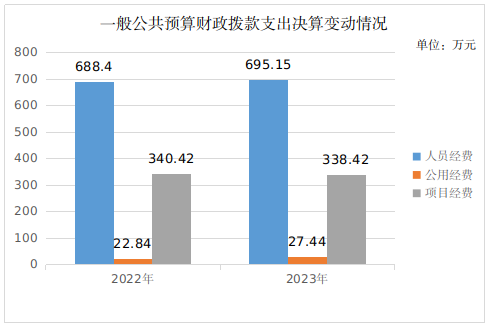 一般公共预算财政拨款支出决算变动情况
单位：万元
800
700
600
500
400
300
200
100
0
688.4
22.84
340.42
695.15
27.44
338.42
2022年
2023年
人员经费
公用经费
项目经费